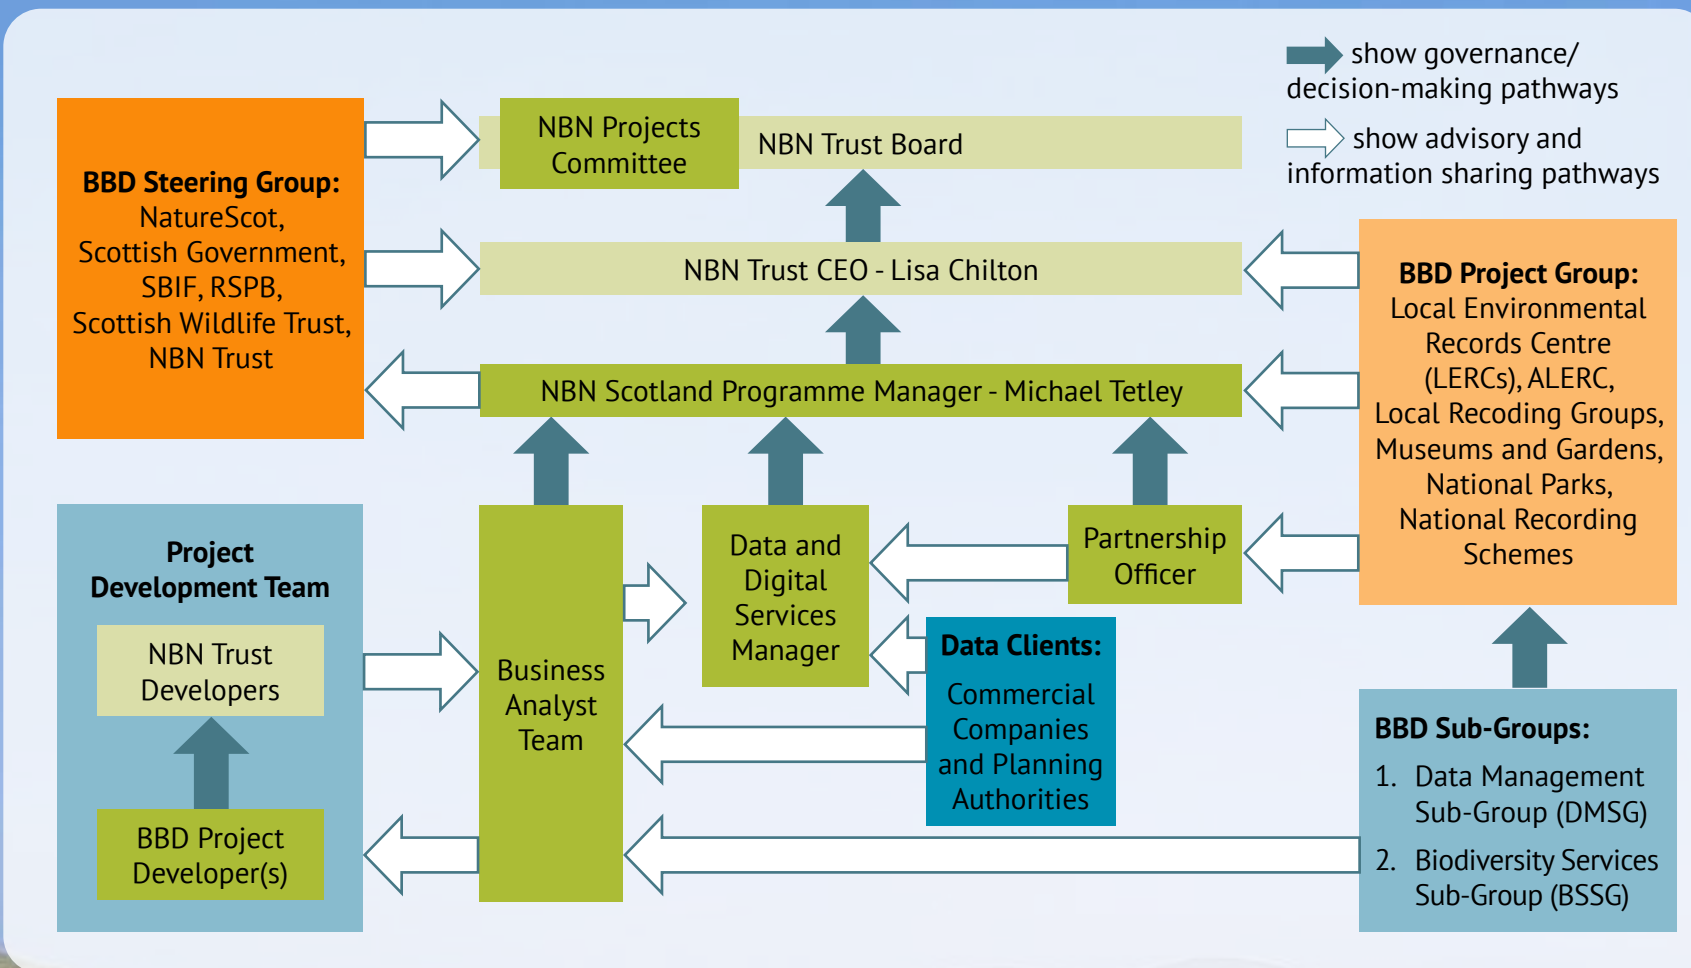 show governance/
decision-making pathways
show advisory and
information sharing pathways
BBD Steering Group:
NatureScot,
Scottish Government,
SBIF, RSPB,
Scottish Wildlife Trust,
NBN Trust
NBN Projects
Committee
NBN Trust Board
NBN Trust CEO - Lisa Chilton
NBN Scotland Programme Manager - Michael Tetley
BBD Project Group:
Local Environmental
Records Centre
(LERCs), ALERC,
Local Recoding Groups,
Museums and Gardens,
National Parks,
National Recording
Schemes
Project
Development Team
NBN Trust
Developers
BBD Project
Developer(s)
Business
Analyst
Team
Data and
Digital
Services
Manager
Partnership
Officer
Data Clients:
Commercial
Companies
and Planning
Authorities
BBD Sub-Groups:
1. Data Management
Sub-Group (DMSG)
2. Biodiversity Services
Sub-Group (BSSG)